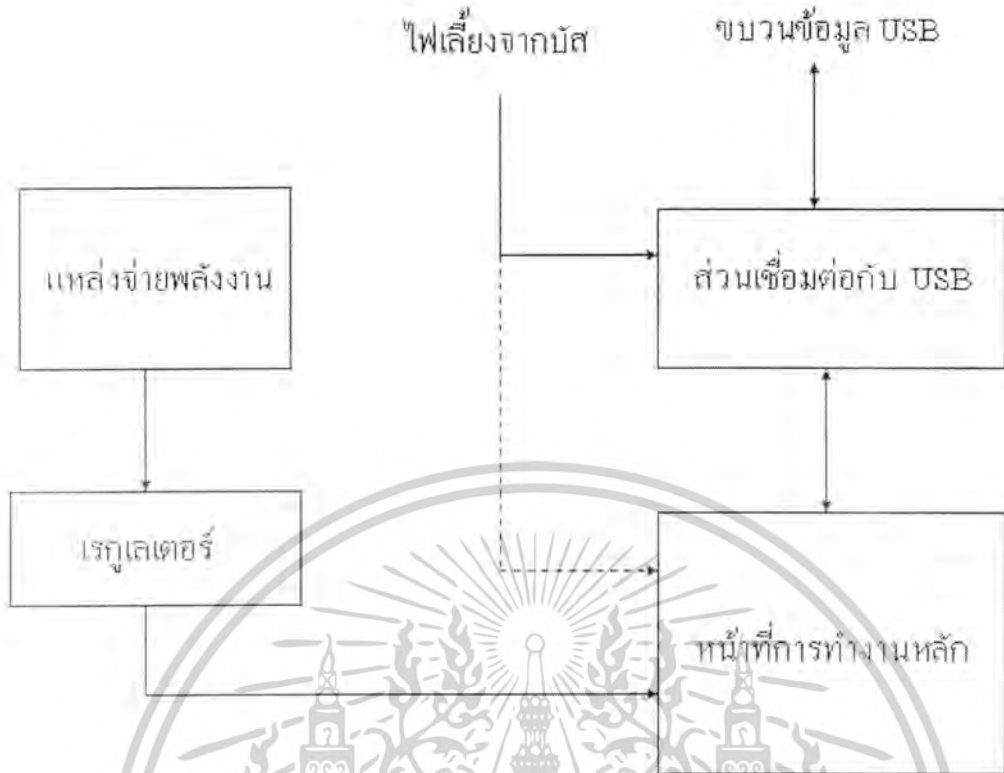 ไฟเลี้ยงจากบัส
ขบวนข้อมูล USB
แหล่งจ่ายพลังงาน
ส่วนเชื่อมต่อกับ USB
เรกูเลเตอร์
หน้าที่การทำงานหลัก